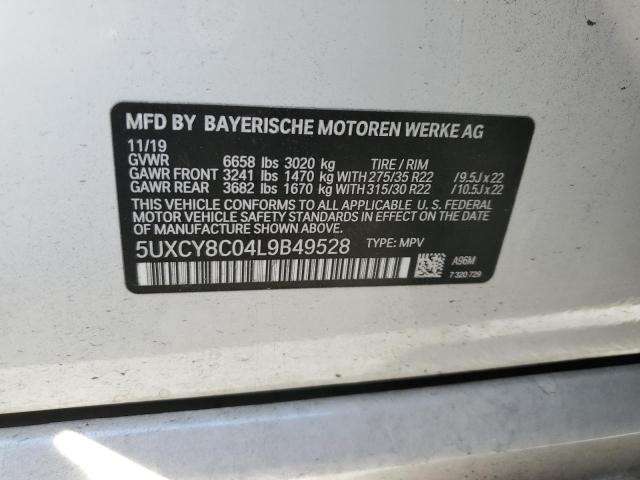 MFD BY BAYERISCHE MOTOREN WERKE AG
11/19
GVWR 6658 lbs 3020 kg TIRE / RIM
GAWR FRONT 3241 lbs 1470 kg WITH 275/35 R22 / 9.5J x 22
GAWR REAR 3682 lbs 1670 kg WITH 315/30 R22 / 10.5J x 22
THIS VEHICLE CONFORMS TO ALL APPLICABLE U. S. FEDERAL
MOTOR VEHICLE SAFETY STANDARDS IN EFFECT ON THE
DATE OF MANUFACTURE SHOWN ABOVE.
5UXCY8C04L9B49528 TYPE: MPV
A96M
7 320 729